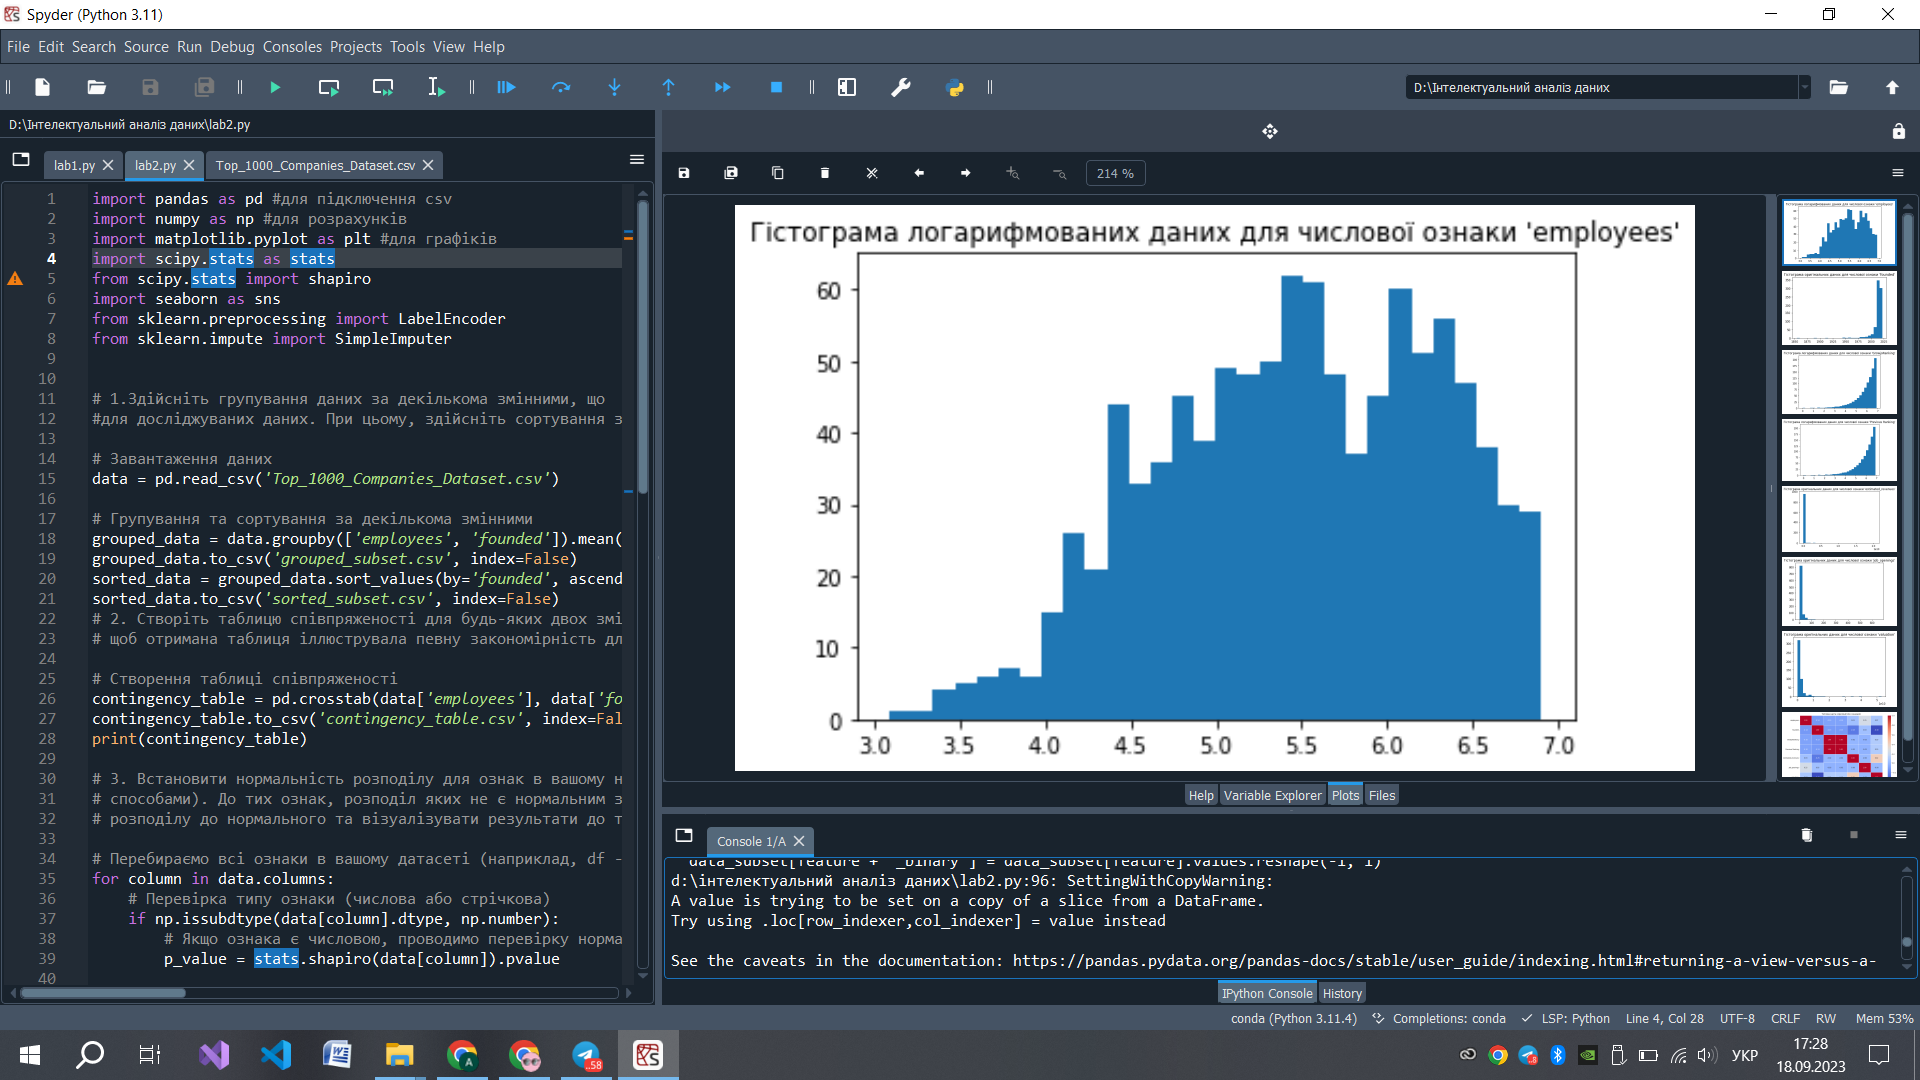 Spyder (Python 3.11)
File Edit Search Source Run Debug Consoles Projects Tools View Help
D:\Інтелектуальний аналіз даних
D:\Інтелектуальний аналіз даних\lab2.py
lab1.py
lab2.py
Top_1000_Companies_Dataset.csv
1 import pandas as pd #для підключення csv
2 import numpy as np #для розрахунків
3 import matplotlib.pyplot as plt #для графіків
4 import scipy.stats as stats
5 from scipy.stats import shapiro
6 import seaborn as sns
7 from sklearn.preprocessing import LabelEncoder
8 from sklearn.impute import SimpleImputer
9
10
11 # 1.Здійсніть групування даних за декількома змінними, що
12 #для досліджуваних даних. При цьому, здійсніть сортування з
13
14 # Завантаження даних
15 data = pd.read_csv('Top_1000_Companies_Dataset.csv')
16
17 # Групування та сортування за декількома змінними
18 grouped_data = data.groupby(['employees', 'founded']).mean(
19 grouped_data.to_csv('grouped_subset.csv', index=False)
20 sorted_data = grouped_data.sort_values(by='founded', ascend
21 sorted_data.to_csv('sorted_subset.csv', index=False)
22 # 2. Створіть таблицю співпряженості для будь-яких двох змі
23 # щоб отримана таблиця іллюструвала певну закономірність дл
24
25 # Створення таблиці співпряженості
26 contingency_table = pd.crosstab(data['employees'], data['fo
27 contingency_table.to_csv('contingency_table.csv', index=Fal
28 print(contingency_table)
29
30 # 3. Встановити нормальність розподілу для ознак в вашому н
31 # способами). До тих ознак, розподіл яких не є нормальним з
32 # розподілу до нормального та візуалізувати результати до т
33
34 # Перебираємо всі ознаки в вашому датасеті (наприклад, df -
35 for column in data.columns:
36 # Перевірка типу ознаки (числова або стрічкова)
37 if np.issubdtype(data[column].dtype, np.number):
38 # Якщо ознака є числовою, проводимо перевірку норма
39 p_value = stats.shapiro(data[column]).pvalue
40
214 %
Гістограма логарифмованих даних для числової ознаки 'employees'
60
50
40
30
20
10
0
3.0 3.5 4.0 4.5 5.0 5.5 6.0 6.5 7.0
Help Variable Explorer Plots Files
Console 1/A
data_subset[feature + "_binary"] = data_subset[feature].values.reshape(-1, 1)
d:\інтелектуальний аналіз даних\lab2.py:96: SettingWithCopyWarning:
A value is trying to be set on a copy of a slice from a DataFrame.
Try using .loc[row_indexer,col_indexer] = value instead
See the caveats in the documentation: https://pandas.pydata.org/pandas-docs/stable/user_guide/indexing.html#returning-a-view-versus-a-
IPython Console History
conda (Python 3.11.4) Completions: conda LSP: Python Line 4, Col 28 UTF-8 CRLF RW Mem 53%
УКР
17:28
18.09.2023